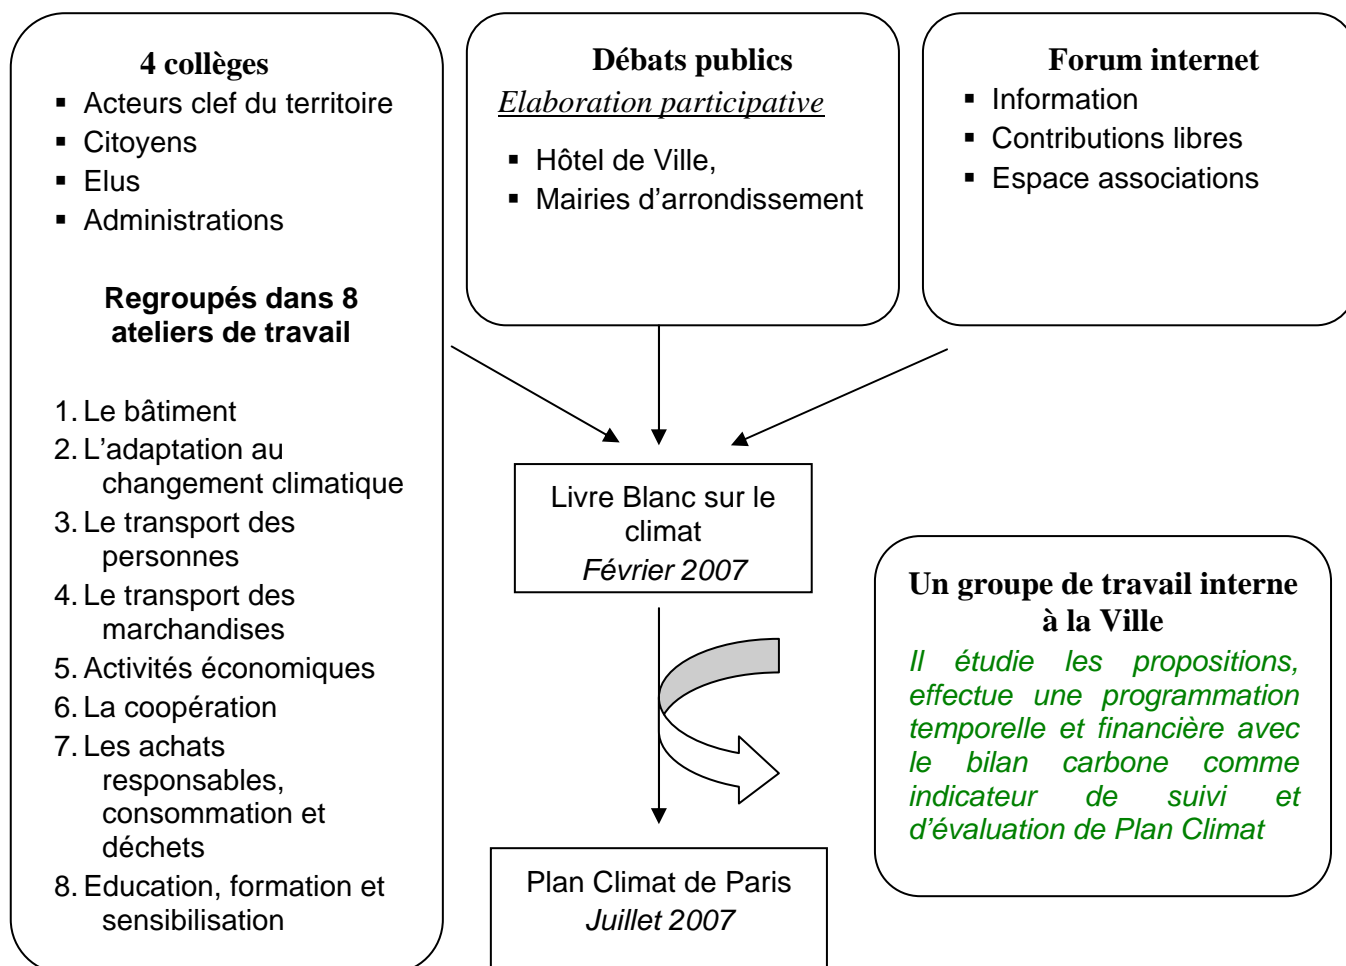 4 collèges
▪ Acteurs clef du territoire
▪ Citoyens
▪ Elus
▪ Administrations
Regroupés dans 8
ateliers de travail
1. Le bâtiment
2. L’adaptation au
changement climatique
3. Le transport des
personnes
4. Le transport des
marchandises
5. Activités économiques
6. La coopération
7. Les achats
responsables,
consommation et
déchets
8. Education, formation et
sensibilisation
Débats publics
Elaboration participative
▪ Hôtel de Ville,
▪ Mairies d’arrondissement
Forum internet
▪ Information
▪ Contributions libres
▪ Espace associations
Livre Blanc sur le
climat
Février 2007
Un groupe de travail interne
à la Ville
Il étudie les propositions,
effectue une programmation
temporelle et financière avec
le bilan carbone comme
indicateur de suivi et
d’évaluation de Plan Climat
Plan Climat de Paris
Juillet 2007